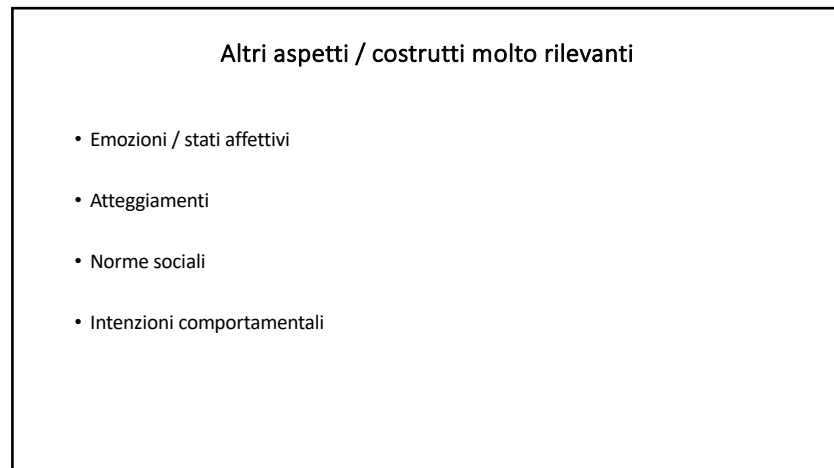 Altri aspetti / costrutti molto rilevanti
• Emozioni / stati affettivi
• Atteggiamenti
• Norme sociali
• Intenzioni comportamentali